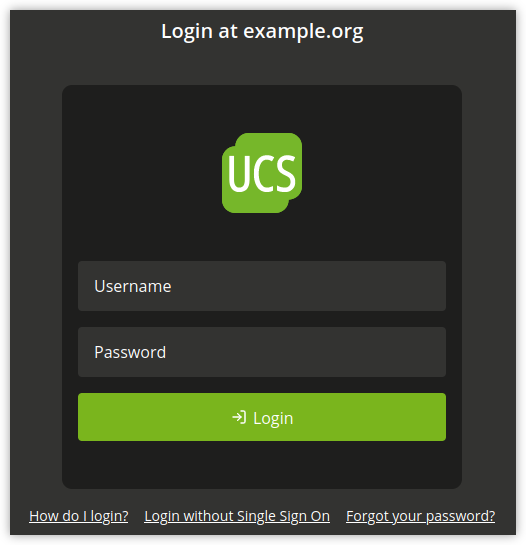 Login at example.org
UCS
Username
Password
Login
How do I login? Login without Single Sign On Forgot your password?